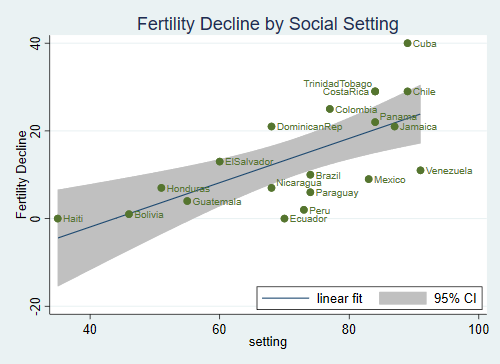 Fertility Decline by Social Setting
40
20
0
-20
Fertility Decline
Cuba
TrinidadTobago
CostaRica
Chile
Colombia
Panama
DominicanRep
Jamaica
ElSalvador
Venezuela
Brazil
Mexico
Nicaragua
Honduras
Paraguay
Guatemala
Peru
Bolivia
Haiti
Ecuador
linear fit
95% CI
40
60
80
100
setting